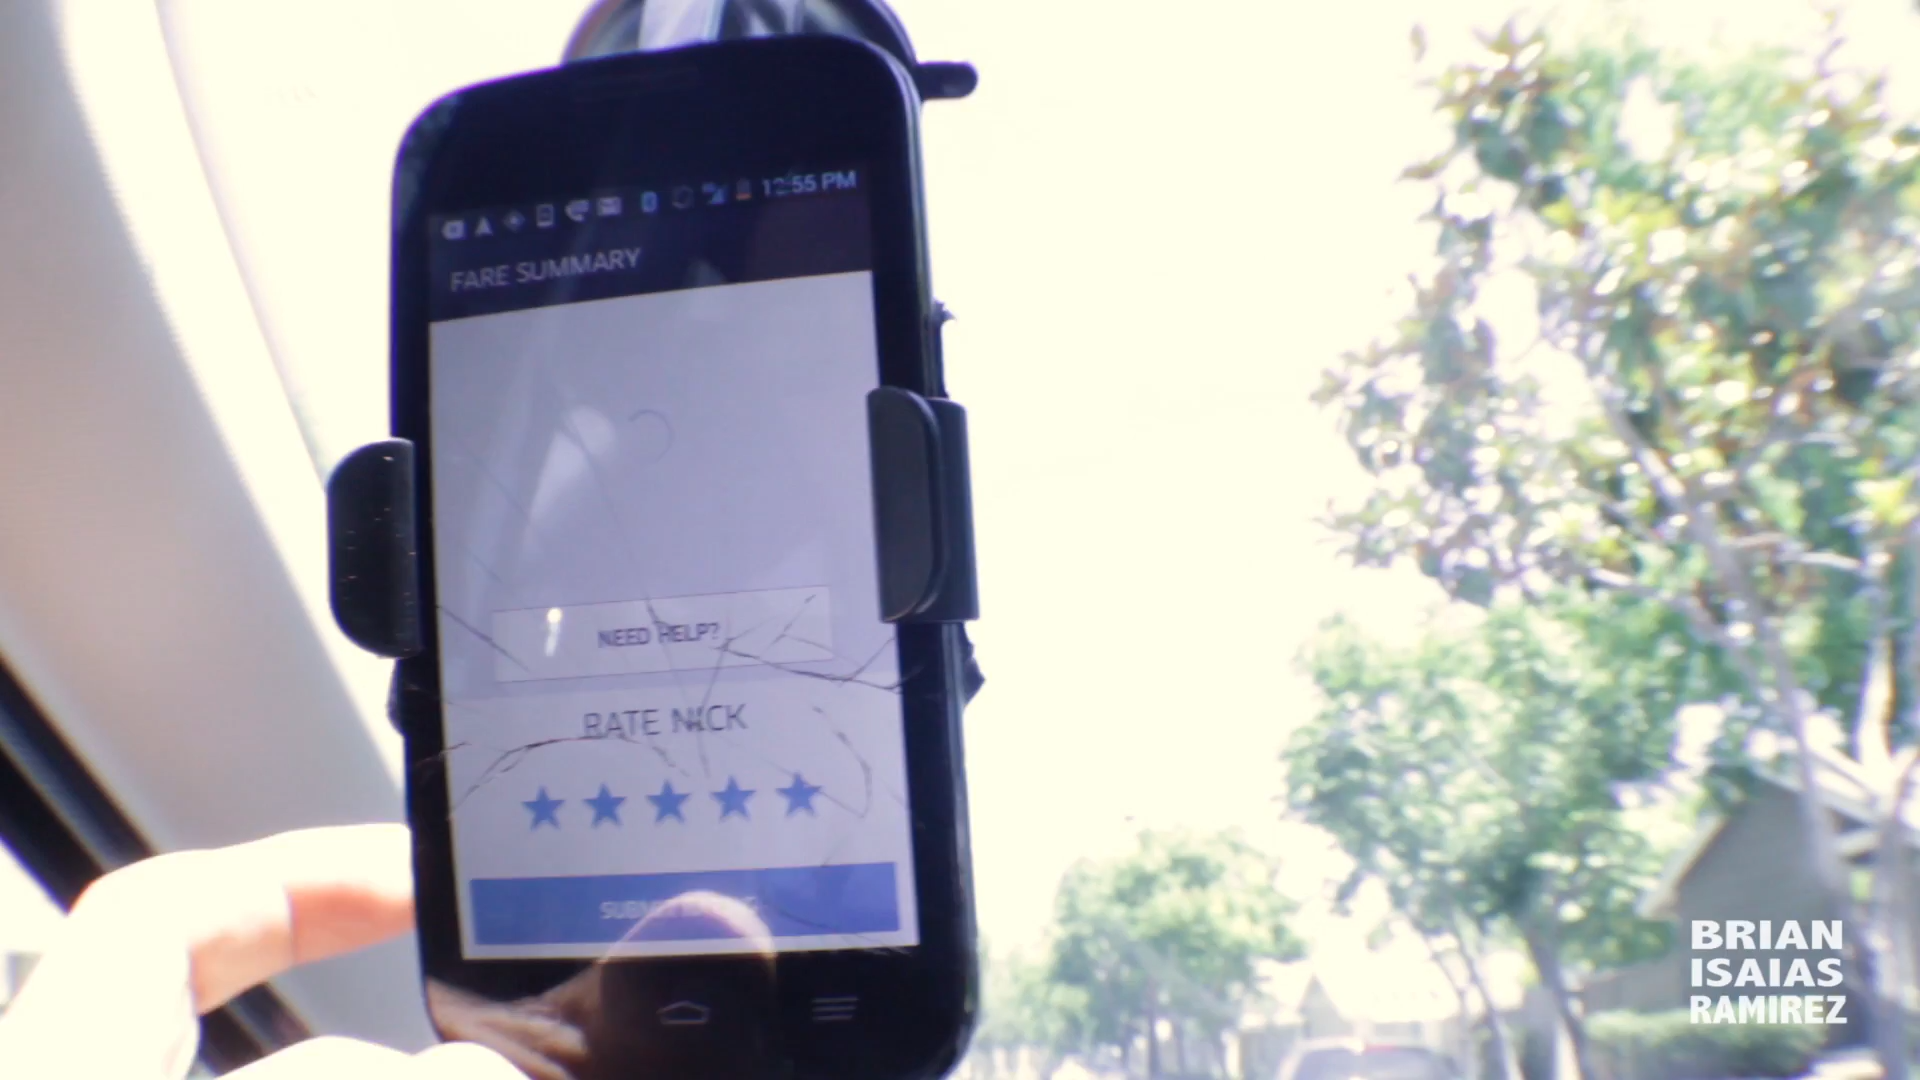 12:55 PM
FARE SUMMARY
NEED HELP?
RATE NICK
BRIAN
ISAIAS
RAMIREZ